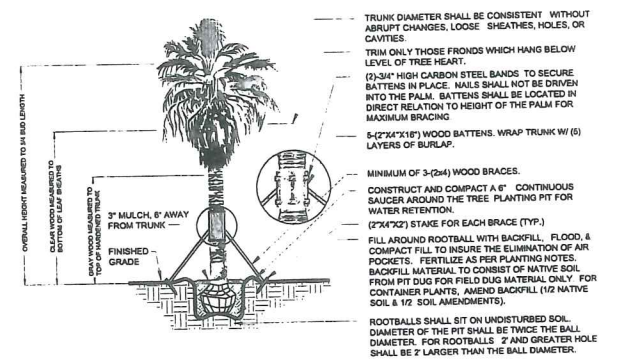 TRUNK DIAMETER SHALL BE CONSISTENT WITHOUT
ABRUPT CHANGES, LOOSE SHEATHES, HOLES, OR
CAVITIES.
TRIM ONLY THOSE FRONDS WHICH HANG BELOW
LEVEL OF TREE HEART.
(2)-3/4" HIGH CARBON STEEL BANDS TO SECURE
BATTENS IN PLACE. NAILS SHALL NOT BE DRIVEN
INTO THE PALM. BATTENS SHALL BE LOCATED IN
DIRECT RELATION TO HEIGHT OF THE PALM FOR
MAXIMUM BRACING
5-(2"X4"X16") WOOD BATTENS. WRAP TRUNK W/ (5)
LAYERS OF BURLAP.
MINIMUM OF 3-(2x4) WOOD BRACES.
CONSTRUCT AND COMPACT A 6" CONTINUOUS
SAUCER AROUND THE TREE PLANTING PIT FOR
WATER RETENTION.
(2"X4"X2') STAKE FOR EACH BRACE (TYP.)
FILL AROUND ROOTBALL WITH BACKFILL, FLOOD, &
COMPACT FILL TO INSURE THE ELIMINATION OF AIR
POCKETS. FERTILIZE AS PER PLANTING NOTES.
BACKFILL MATERIAL TO CONSIST OF NATIVE SOIL
FROM PIT DUG FOR FIELD DUG MATERIAL ONLY FOR
CONTAINER PLANTS, AMEND BACKFILL (1/2 NATIVE
SOIL & 1/2 SOIL AMENDMENTS).
ROOTBALLS SHALL SIT ON UNDISTURBED SOIL.
DIAMETER OF THE PIT SHALL BE TWICE THE BALL
DIAMETER. FOR ROOTBALLS 2' AND GREATER HOLE
SHALL BE 2' LARGER THAN THE BALL DIAMETER.
OVERALL HEIGHT MEASURED TO 3/4 BUD LENGTH
CLEAR WOOD MEASURED TO
BOTTOM OF LEAF SHEATHS
GRAY WOOD MEASURED TO
TOP OF HARDENED TRUNK
3" MULCH, 6" AWAY
FROM TRUNK
FINISHED
GRADE